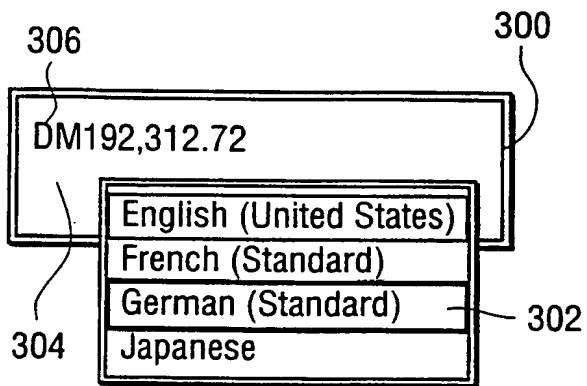 306
300
DM192,312.72
English (United States)
French (Standard)
German (Standard)
302
304
Japanese